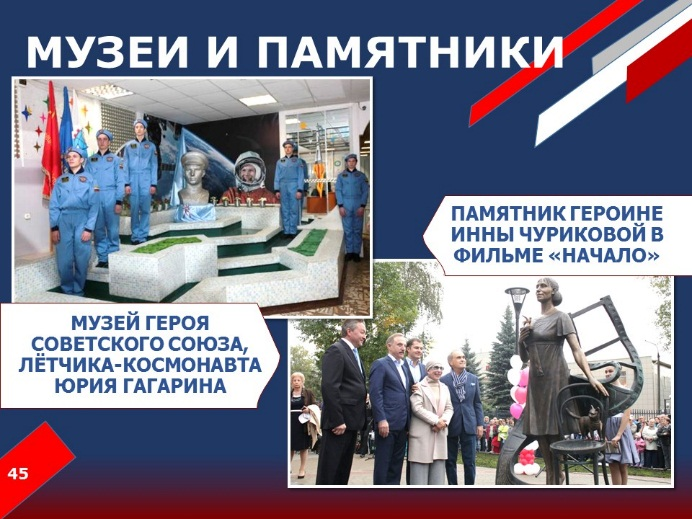 МУЗЕИ И ПАМЯТНИКИ
ПАМЯТНИК ГЕРОИНЕ
ИННЫ ЧУРИКОВОЙ В
ФИЛЬМЕ «НАЧАЛО»
МУЗЕЙ ГЕРОЯ
СОВЕТСКОГО СОЮЗА,
ЛЁТЧИКА-КОСМОНАВТА
ЮРИЯ ГАГАРИНА
45